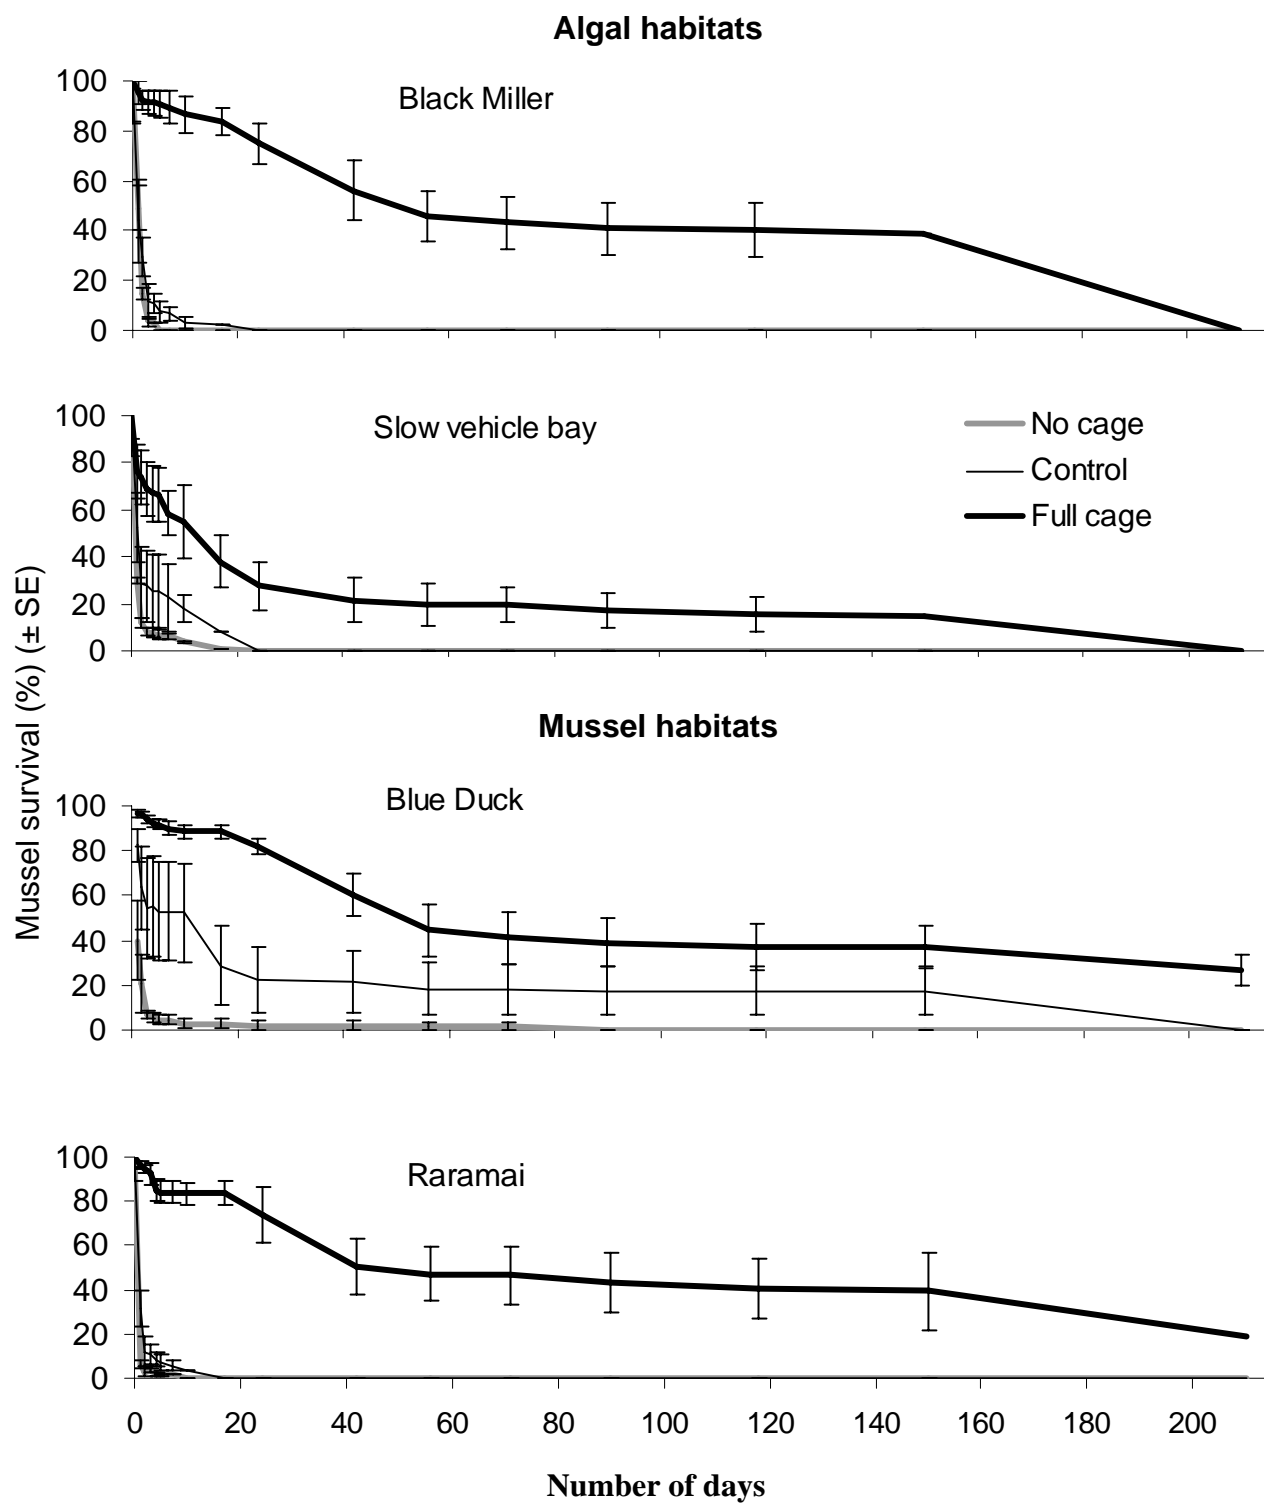 Algal habitats
100
80
60
40
20
0
Black Miller
100
80
60
40
20
0
Slow vehicle bay
No cage
Control
Full cage
Mussel survival (%) (± SE)
Mussel habitats
100
80
60
40
20
0
Blue Duck
100
80
60
40
20
0
Raramai
0 20 40 60 80 100 120 140 160 180 200
Number of days